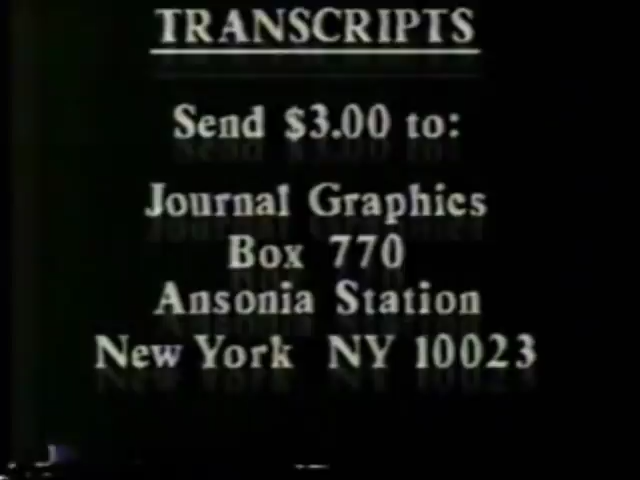 TRANSCRIPTS
Send $3.00 to:
Journal Graphics
Box 770
Ansonia Station
New York NY 10023